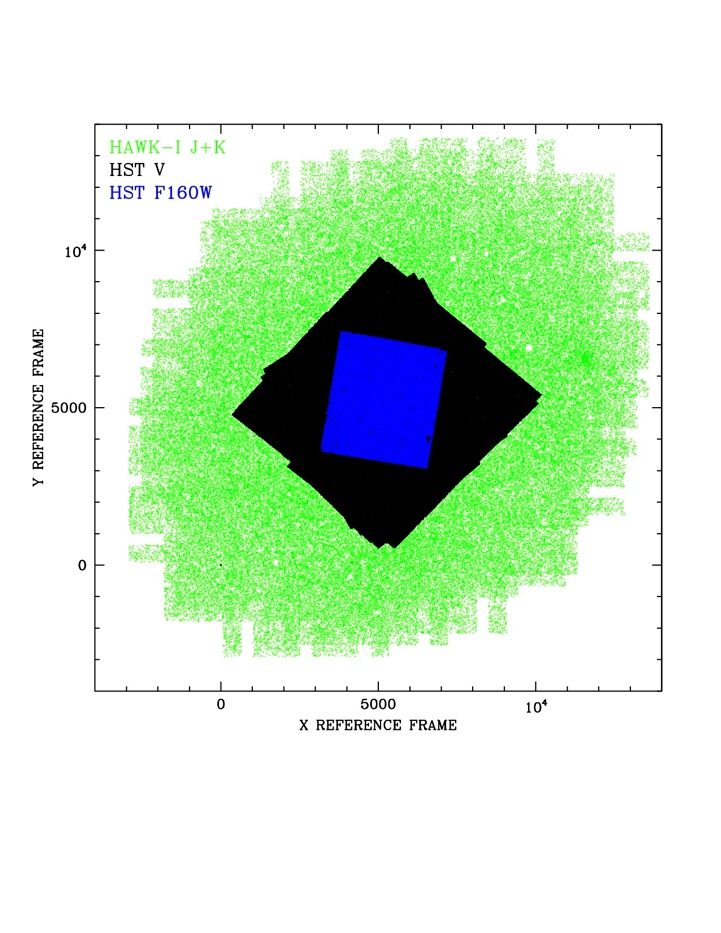 HAWK-I J+K
HST V
HST F160W
10⁴
5000
0
Y REFERENCE FRAME
0 5000 10⁴
X REFERENCE FRAME